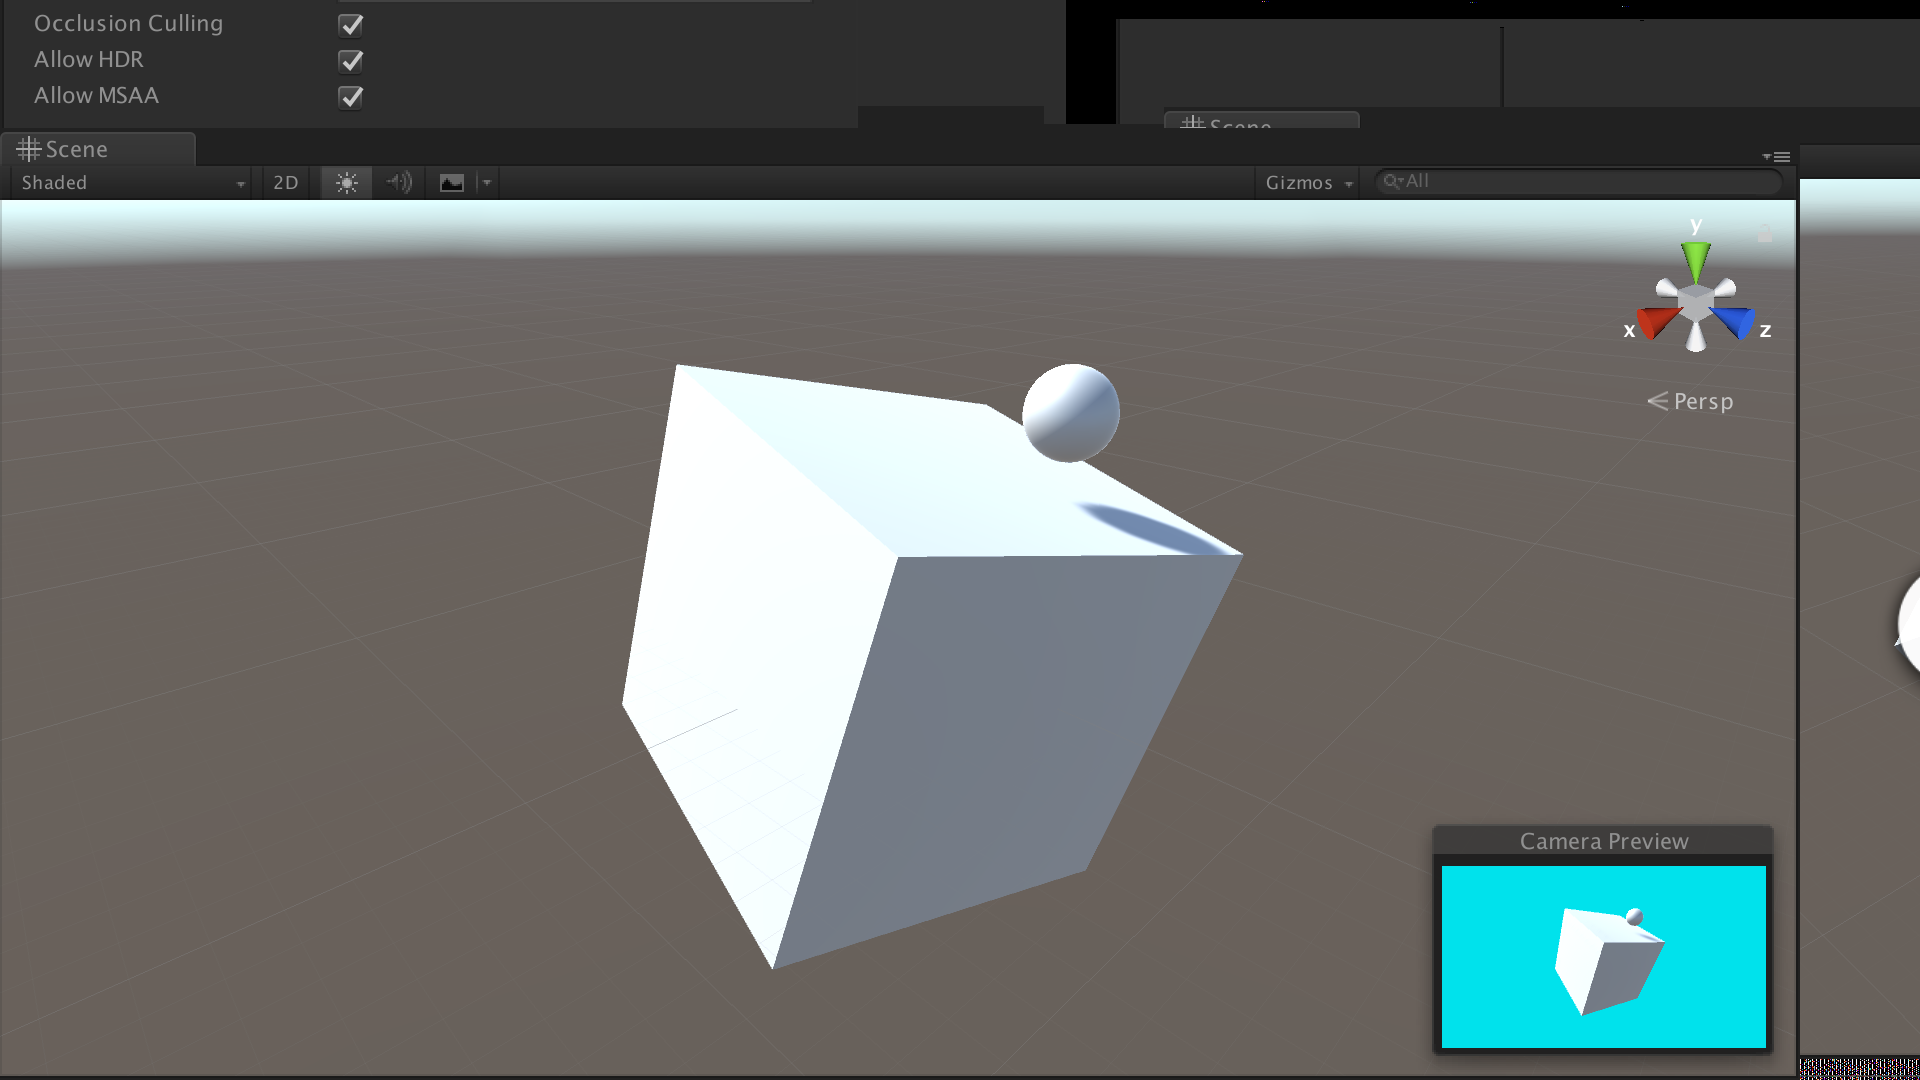 Occlusion Culling
Allow HDR
Allow MSAA
Scene
Scene
Shaded
2D
Gizmos
All
y
x
z
Persp
Camera Preview